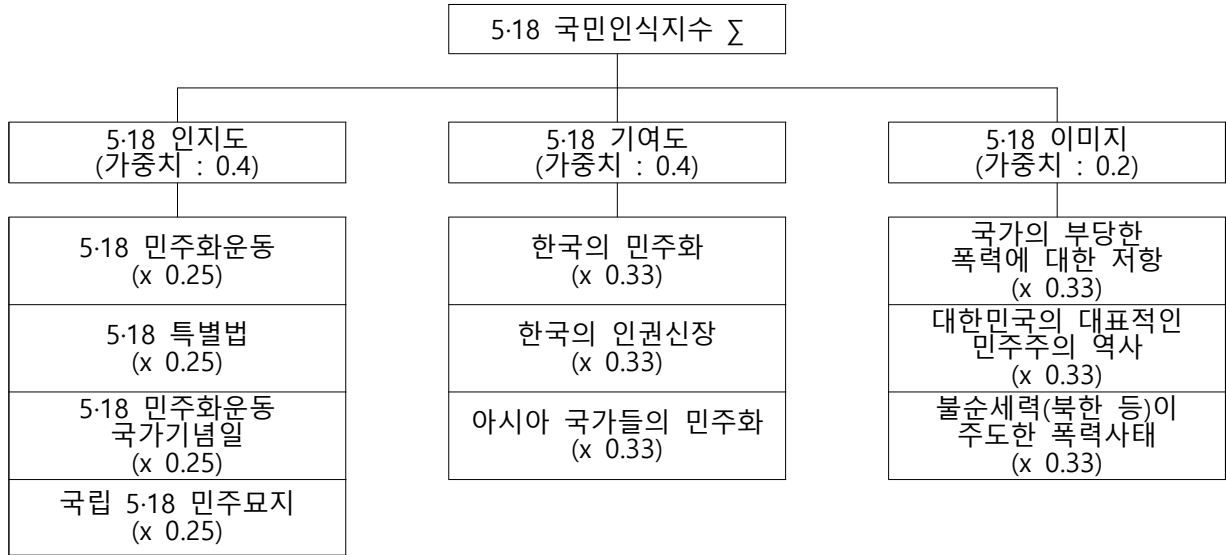 5·18 국민인식지수 ∑
5·18 인지도
(가중치 : 0.4)
5·18 민주화운동
(x 0.25)
5·18 특별법
(x 0.25)
5·18 민주화운동
국가기념일
(x 0.25)
국립 5·18 민주묘지
(x 0.25)
5·18 기여도
(가중치 : 0.4)
한국의 민주화
(x 0.33)
한국의 인권신장
(x 0.33)
아시아 국가들의 민주화
(x 0.33)
5·18 이미지
(가중치 : 0.2)
국가의 부당한
폭력에 대한 저항
(x 0.33)
대한민국의 대표적인
민주주의 역사
(x 0.33)
불순세력(북한 등)이
주도한 폭력사태
(x 0.33)